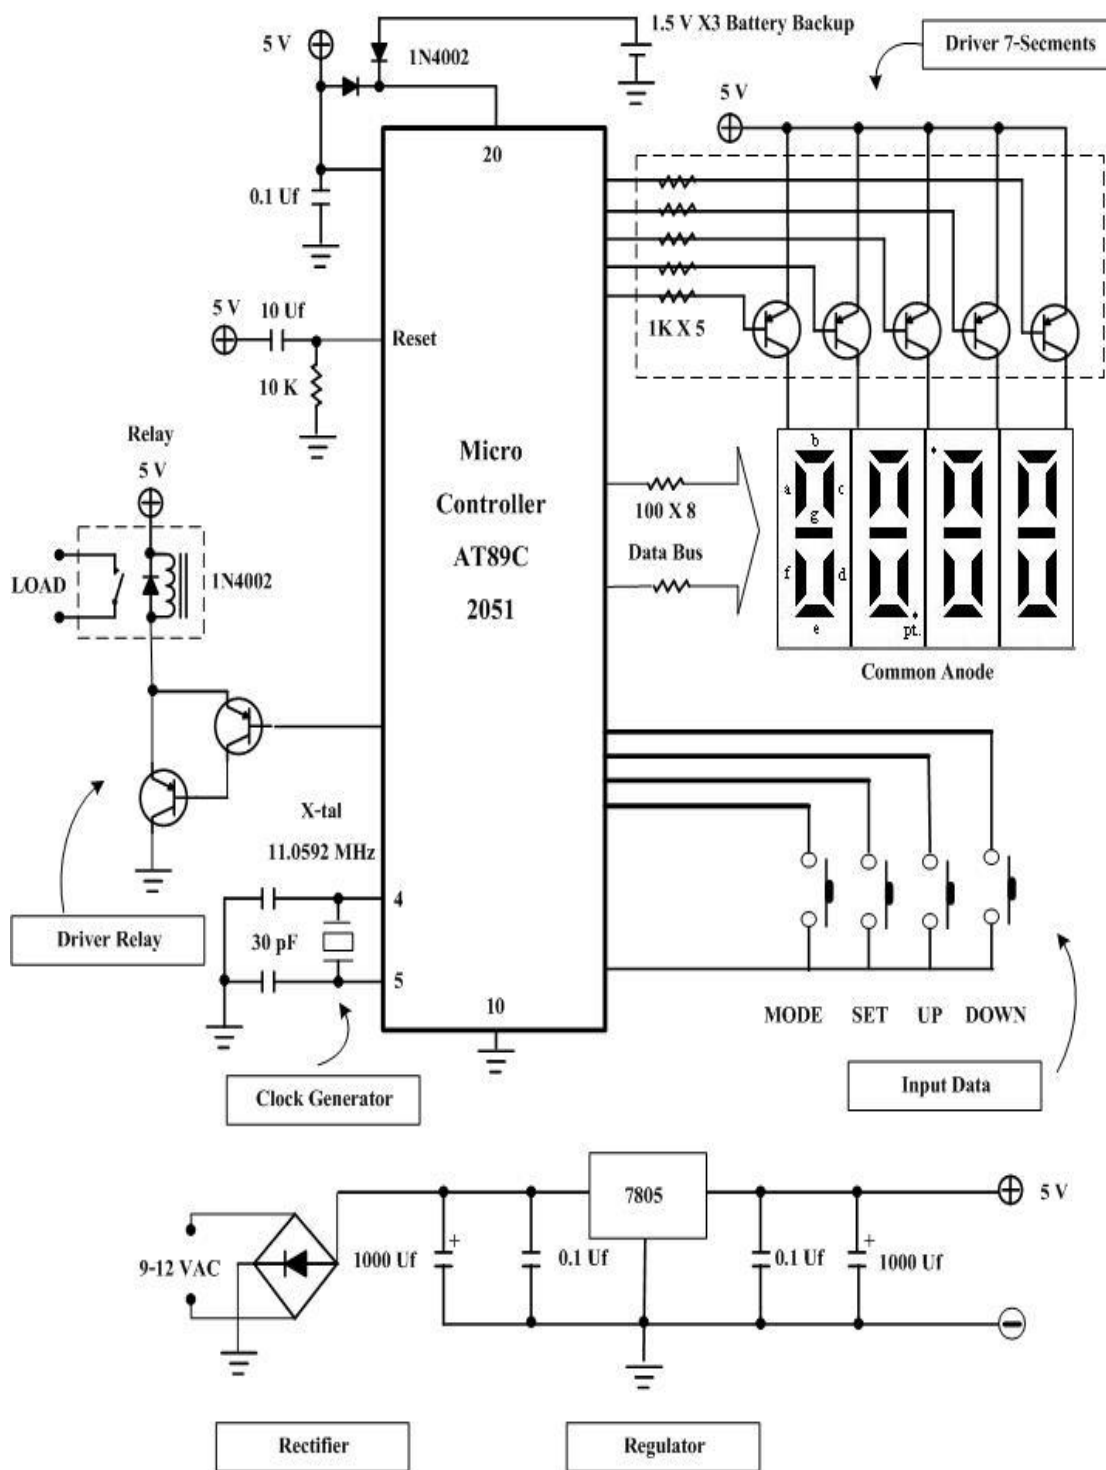 1.5 V X3 Battery Backup
5 V
1N4002
Driver 7-Secments
5 V
20
0.1 Uf
5 V
10 Uf
Reset
10 K
1K X 5
Relay
5 V
LOAD
1N4002
Micro
Controller
AT89C
2051
100 X 8
Data Bus
b
a
c
g
f
d
e
pt.
Common Anode
X-tal
11.0592 MHz
4
30 pF
5
10
Driver Relay
Clock Generator
MODE
SET
UP
DOWN
Input Data
9-12 VAC
1000 Uf
+
0.1 Uf
7805
0.1 Uf
+
1000 Uf
5 V
Rectifier
Regulator